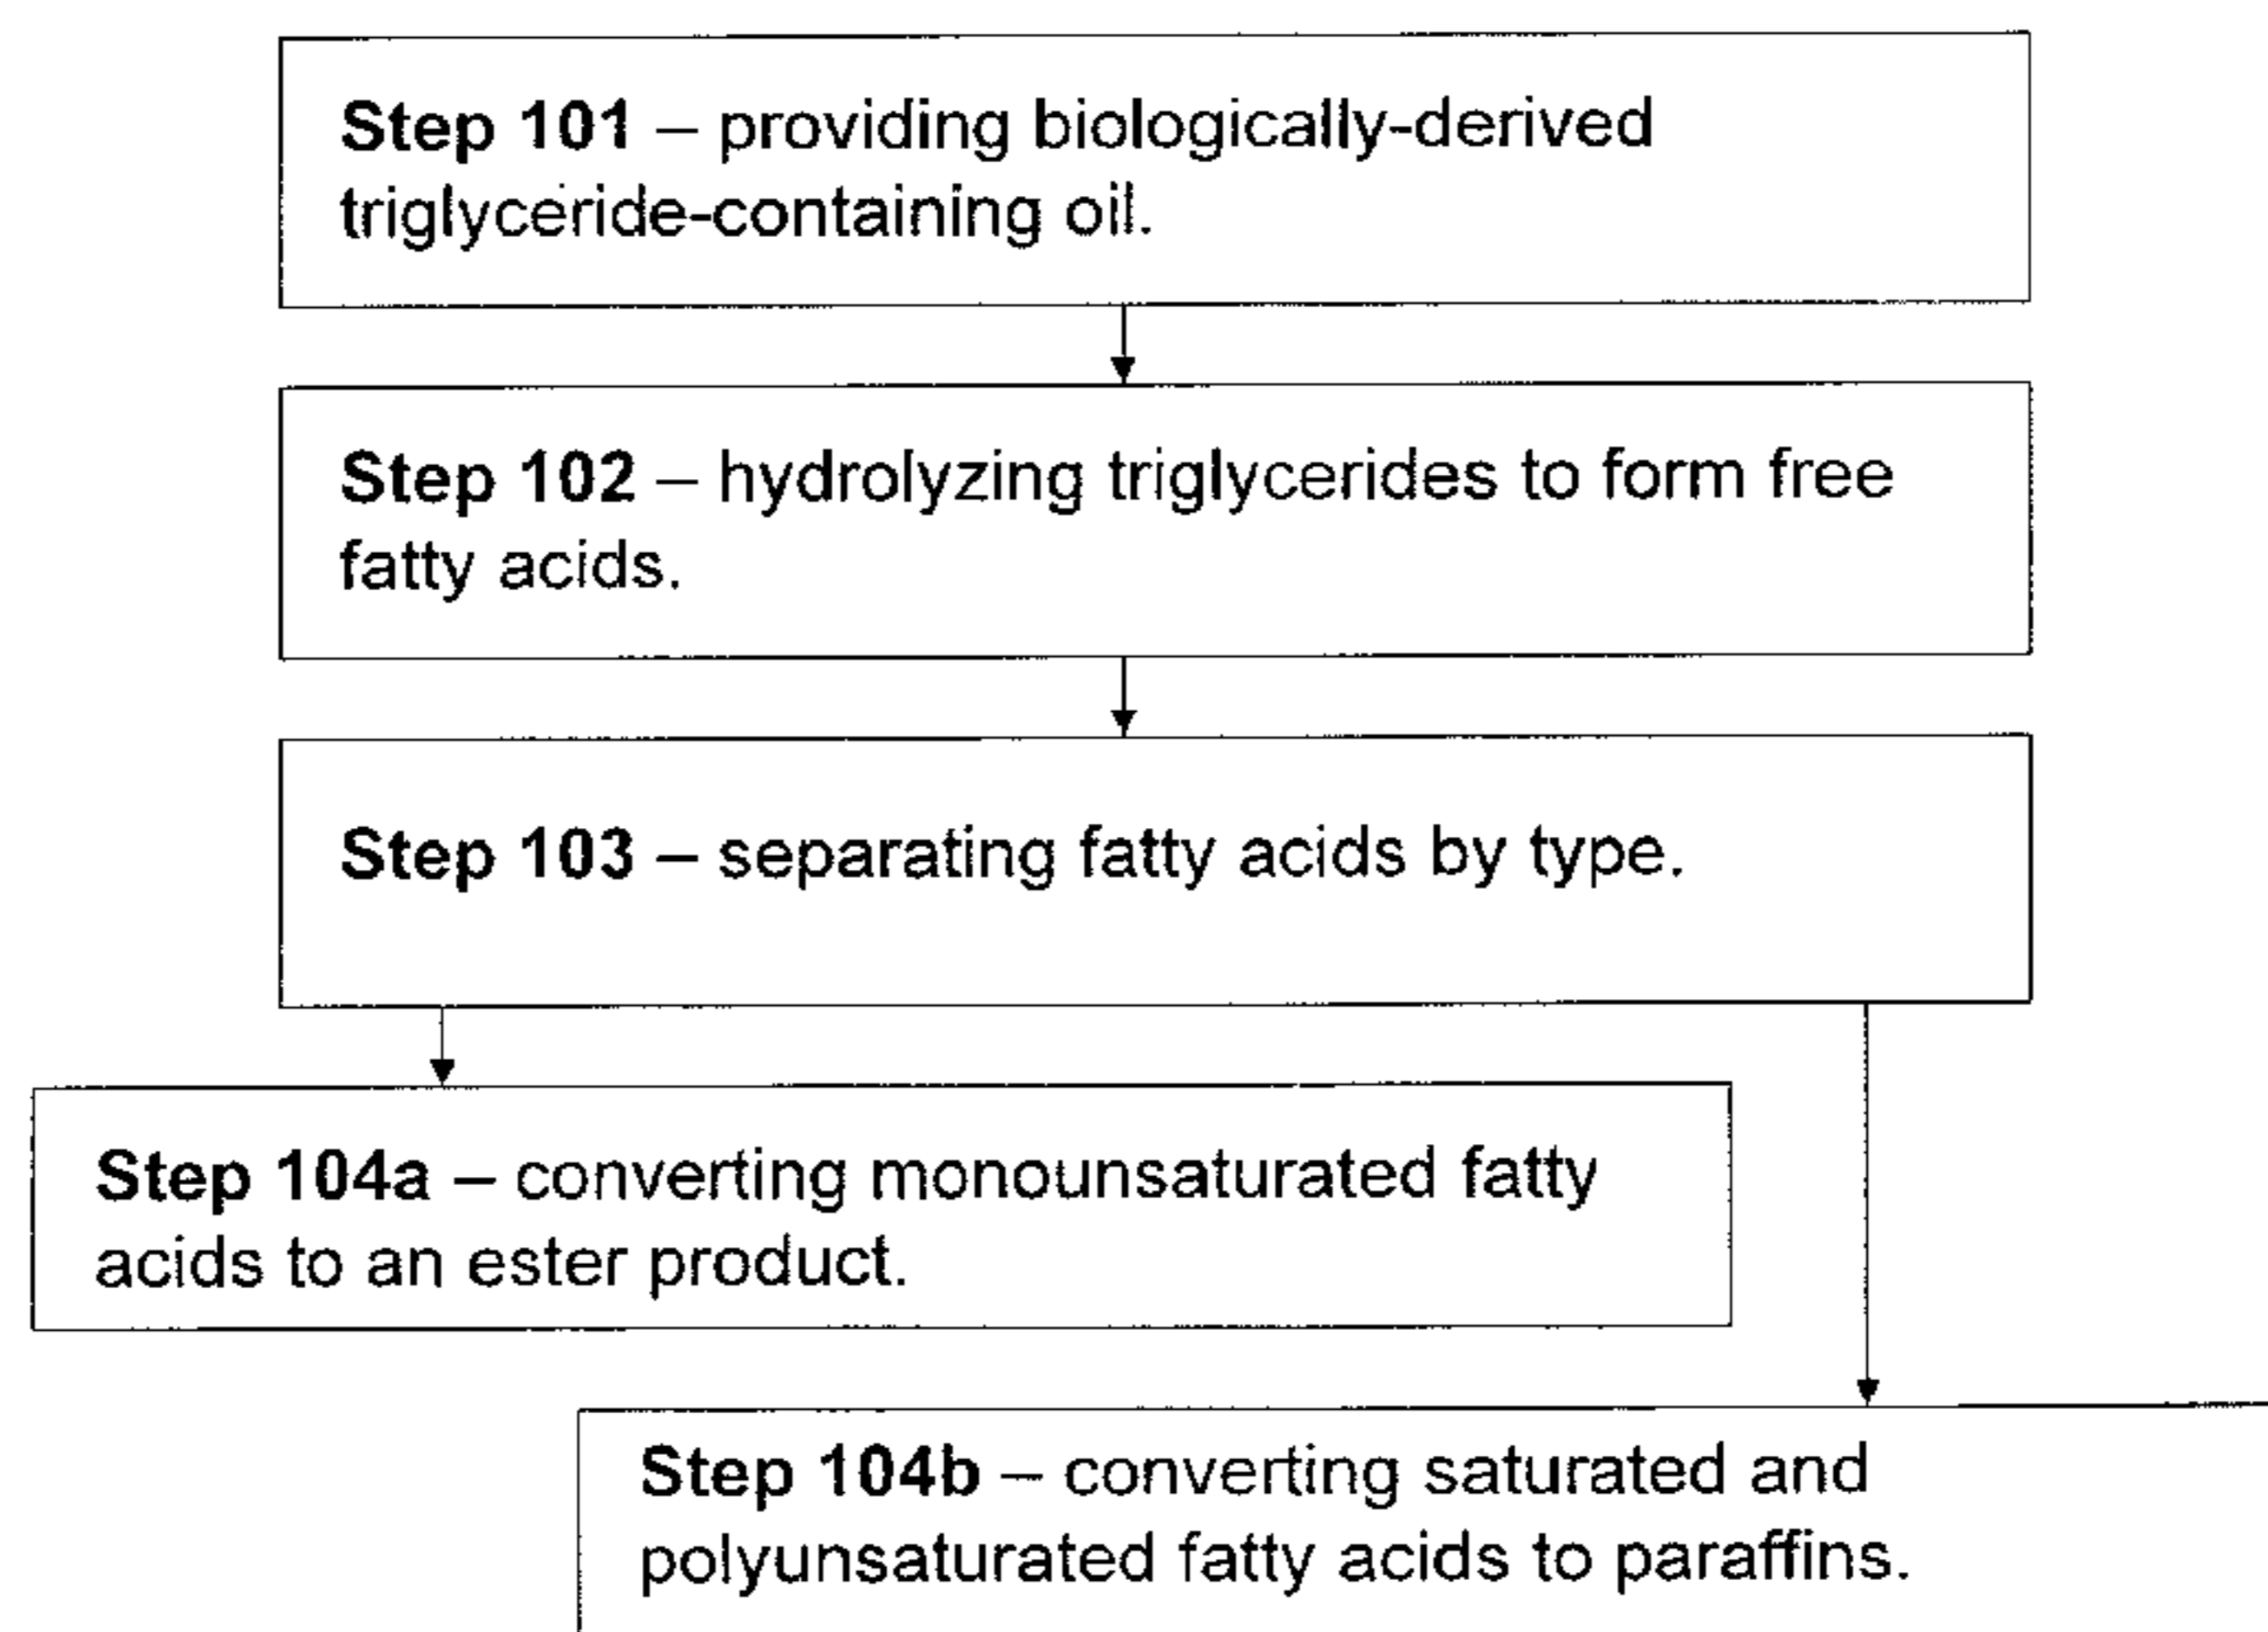 Step 101 – providing biologically-derived
triglyceride-containing oil.
Step 102 – hydrolyzing triglycerides to form free
fatty acids.
Step 103 – separating fatty acids by type.
Step 104a – converting monounsaturated fatty
acids to an ester product.
Step 104b – converting saturated and
polyunsaturated fatty acids to paraffins.